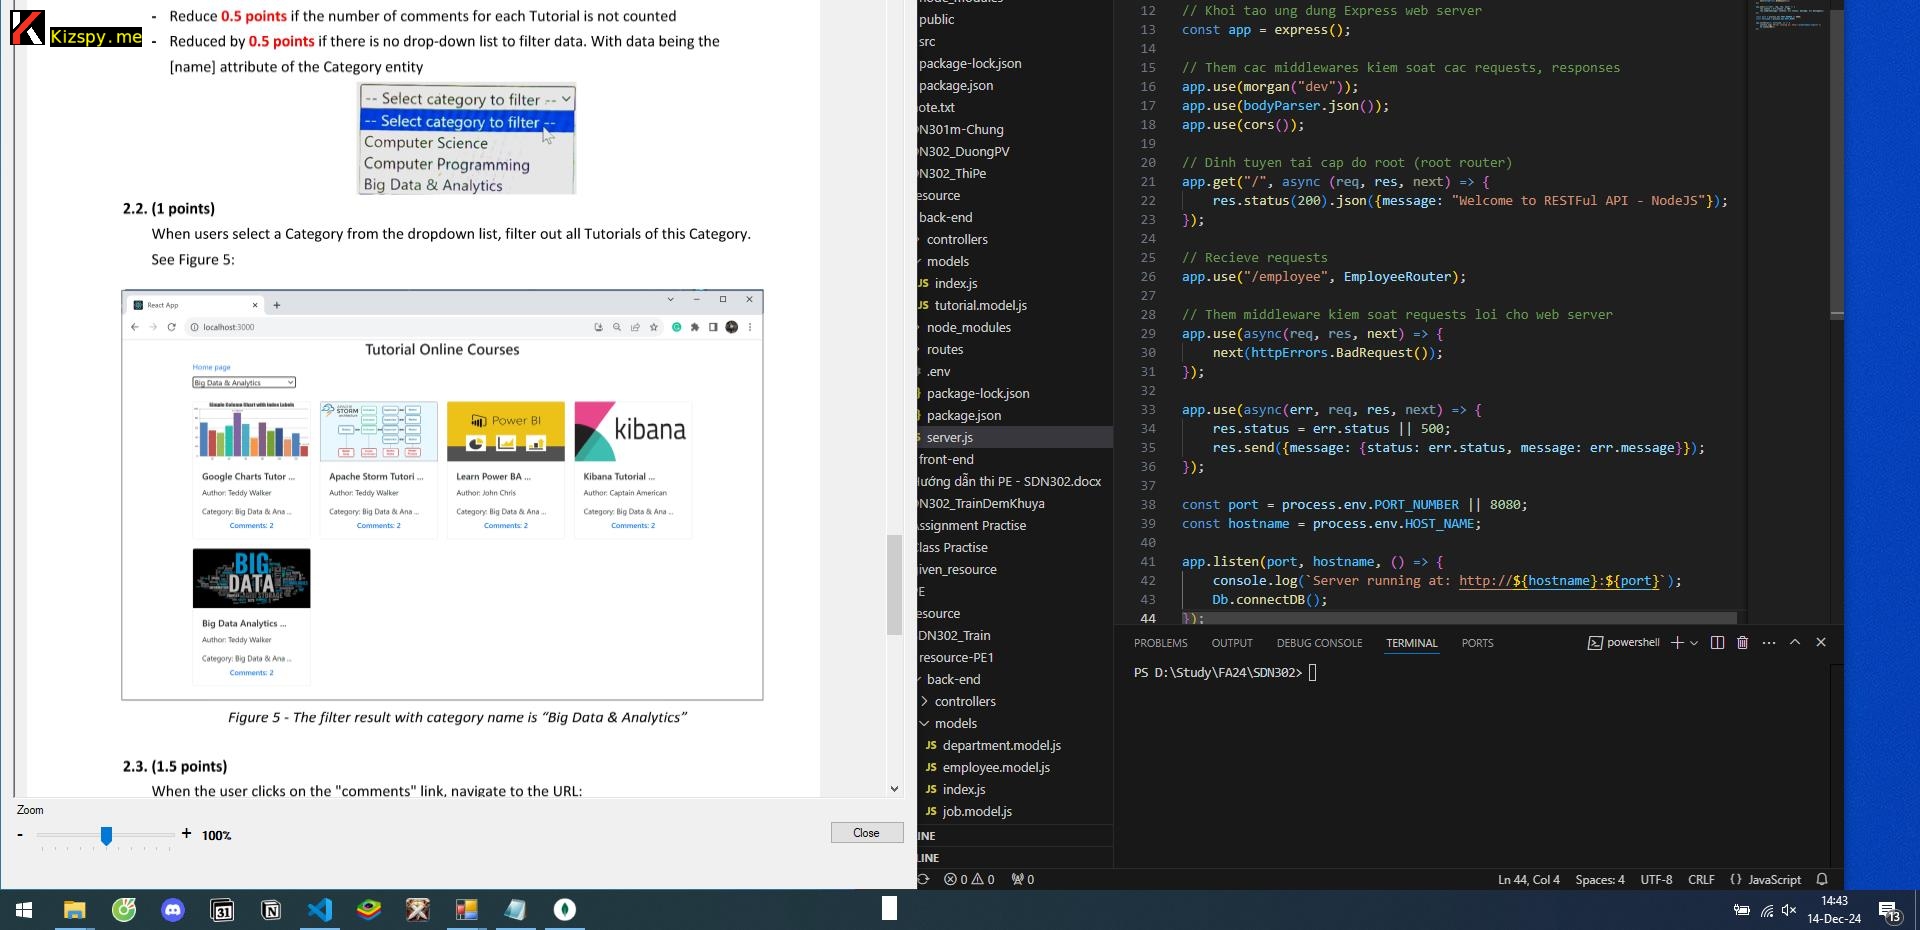 - Reduce 0.5 points if the number of comments for each Tutorial is not counted
Kizspy.me
- Reduced by 0.5 points if there is no drop-down list to filter data. With data being the
[name] attribute of the Category entity
-- Select category to filter --
-- Select category to filter --
Computer Science
Computer Programming
Big Data & Analytics
2.2. (1 points)
When users select a Category from the dropdown list, filter out all Tutorials of this Category.
See Figure 5:
React App
localhost:3000
Tutorial Online Courses
Home page
Big Data & Analytics
Simple Column Chart with Index Labels
STORM
Power BI
kibana
Google Charts Tutor ...
Apache Storm Tutori ...
Learn Power BA ...
Kibana Tutorial ...
Author: Teddy Walker
Author: Teddy Walker
Author: John Chris
Author: Captain American
Category: Big Data & Ana ...
Category: Big Data & Ana ...
Category: Big Data & Ana ...
Category: Big Data & Ana ...
Comments: 2
Comments: 2
Comments: 2
Comments: 2
BIG
DATA
Big Data Analytics ...
Author: Teddy Walker
Category: Big Data & Ana ...
Comments: 2
Figure 5 - The filter result with category name is “Big Data & Analytics”
2.3. (1.5 points)
When the user clicks on the "comments" link, navigate to the URL:
Zoom
- + 100%
Close
node_modules
public
src
package-lock.json
package.json
ote.txt
N301m-Chung
N302_DuongPV
N302_ThiPe
esource
back-end
controllers
models
JS index.js
JS tutorial.model.js
node_modules
routes
.env
package-lock.json
package.json
server.js
front-end
ướng dẫn thi PE - SDN302.docx
N302_TrainDemKhuya
ssignment Practise
lass Practise
iven_resource
E
esource
DN302_Train
resource-PE1
back-end
controllers
models
JS department.model.js
JS employee.model.js
JS index.js
JS job.model.js
INE
LINE
12 // Khoi tao ung dung Express web server
13 const app = express();
14
15 // Them cac middlewares kiem soat cac requests, responses
16 app.use(morgan("dev"));
17 app.use(bodyParser.json());
18 app.use(cors());
19
20 // Dinh tuyen tai cap do root (root router)
21 app.get("/", async (req, res, next) => {
22 res.status(200).json({message: "Welcome to RESTFul API - NodeJS"});
23 });
24
25 // Recieve requests
26 app.use("/employee", EmployeeRouter);
27
28 // Them middleware kiem soat requests loi cho web server
29 app.use(async(req, res, next) => {
30 next(httpErrors.BadRequest());
31 });
32
33 app.use(async(err, req, res, next) => {
34 res.status = err.status || 500;
35 res.send({message: {status: err.status, message: err.message}});
36 });
37
38 const port = process.env.PORT_NUMBER || 8080;
39 const hostname = process.env.HOST_NAME;
40
41 app.listen(port, hostname, () => {
42 console.log(`Server running at: http://${hostname}:${port}`);
43 Db.connectDB();
44 });
PROBLEMS OUTPUT DEBUG CONSOLE TERMINAL PORTS powershell
PS D:\Study\FA24\SDN302>
0 0 0 Ln 44, Col 4 Spaces: 4 UTF-8 CRLF {} JavaScript
31
14:43
14-Dec-24
13